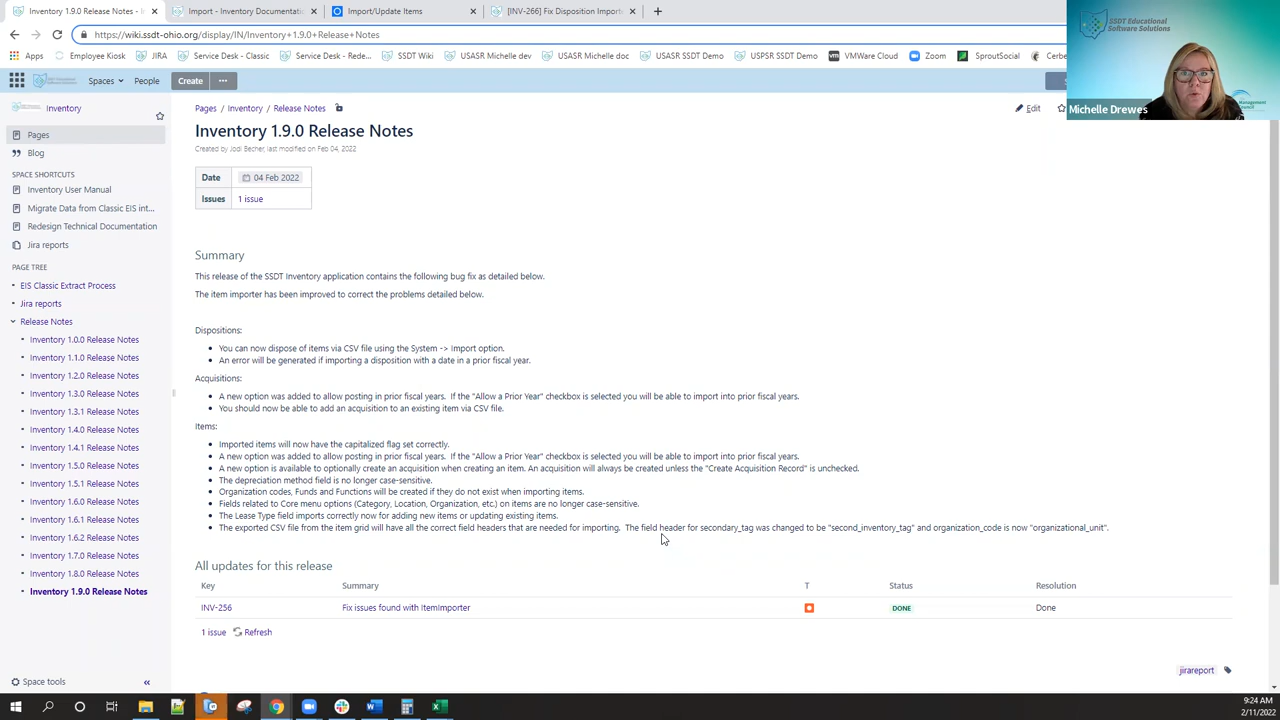 Inventory 1.9.0 Release Notes - I
Import - Inventory Documentati
Import/Update Items
[INV-266] Fix Disposition Import
https://wiki.ssdt-ohio.org/display/IN/Inventory+1.9.0+Release+Notes
Apps
Employee Kiosk
JIRA
Service Desk - Classic
Service Desk - Rede...
SSDT Wiki
USASR Michelle dev
USASR Michelle doc
USASR SSDT Demo
USPSR SSDT Demo
VMWare Cloud
Zoom
SproutSocial
Cerbe
SSDT Educational
Software Solutions
Management
Council
Michelle Drewes
Spaces
People
Create
Inventory
Pages
Blog
SPACE SHORTCUTS
Inventory User Manual
Migrate Data from Classic EIS int...
Redesign Technical Documentation
Jira reports
PAGE TREE
EIS Classic Extract Process
Jira reports
Release Notes
Inventory 1.0.0 Release Notes
Inventory 1.1.0 Release Notes
Inventory 1.2.0 Release Notes
Inventory 1.3.0 Release Notes
Inventory 1.3.1 Release Notes
Inventory 1.4.0 Release Notes
Inventory 1.4.1 Release Notes
Inventory 1.5.0 Release Notes
Inventory 1.5.1 Release Notes
Inventory 1.6.0 Release Notes
Inventory 1.6.1 Release Notes
Inventory 1.6.2 Release Notes
Inventory 1.7.0 Release Notes
Inventory 1.8.0 Release Notes
Inventory 1.9.0 Release Notes
Space tools
Pages / Inventory / Release Notes
Edit
Inventory 1.9.0 Release Notes
Created by Jodi Becher, last modified on Feb 04, 2022
Date 04 Feb 2022
Issues 1 issue
Summary
This release of the SSDT Inventory application contains the following bug fix as detailed below.
The item importer has been improved to correct the problems detailed below.
Dispositions:
• You can now dispose of items via CSV file using the System -> Import option.
• An error will be generated if importing a disposition with a date in a prior fiscal year.
Acquisitions:
• A new option was added to allow posting in prior fiscal years. If the "Allow a Prior Year" checkbox is selected you will be able to import into prior fiscal years.
• You should now be able to add an acquisition to an existing item via CSV file.
Items:
• Imported items will now have the capitalized flag set correctly.
• A new option was added to allow posting in prior fiscal years. If the "Allow a Prior Year" checkbox is selected you will be able to import into prior fiscal years.
• A new option is available to optionally create an acquisition when creating an item. An acquisition will always be created unless the "Create Acquisition Record" is unchecked.
• The depreciation method field is no longer case-sensitive.
• Organization codes, Funds and Functions will be created if they do not exist when importing items.
• Fields related to Core menu options (Category, Location, Organization, etc.) on items are no longer case-sensitive.
• The Lease Type field imports correctly now for adding new items or updating existing items.
• The exported CSV file from the item grid will have all the correct field headers that are needed for importing. The field header for secondary_tag was changed to be "second_inventory_tag" and organization_code is now "organizational_unit".
All updates for this release
Key Summary T Status Resolution
INV-256 Fix issues found with ItemImporter DONE Done
1 issue Refresh
jirareport
9:24 AM
2/11/2022